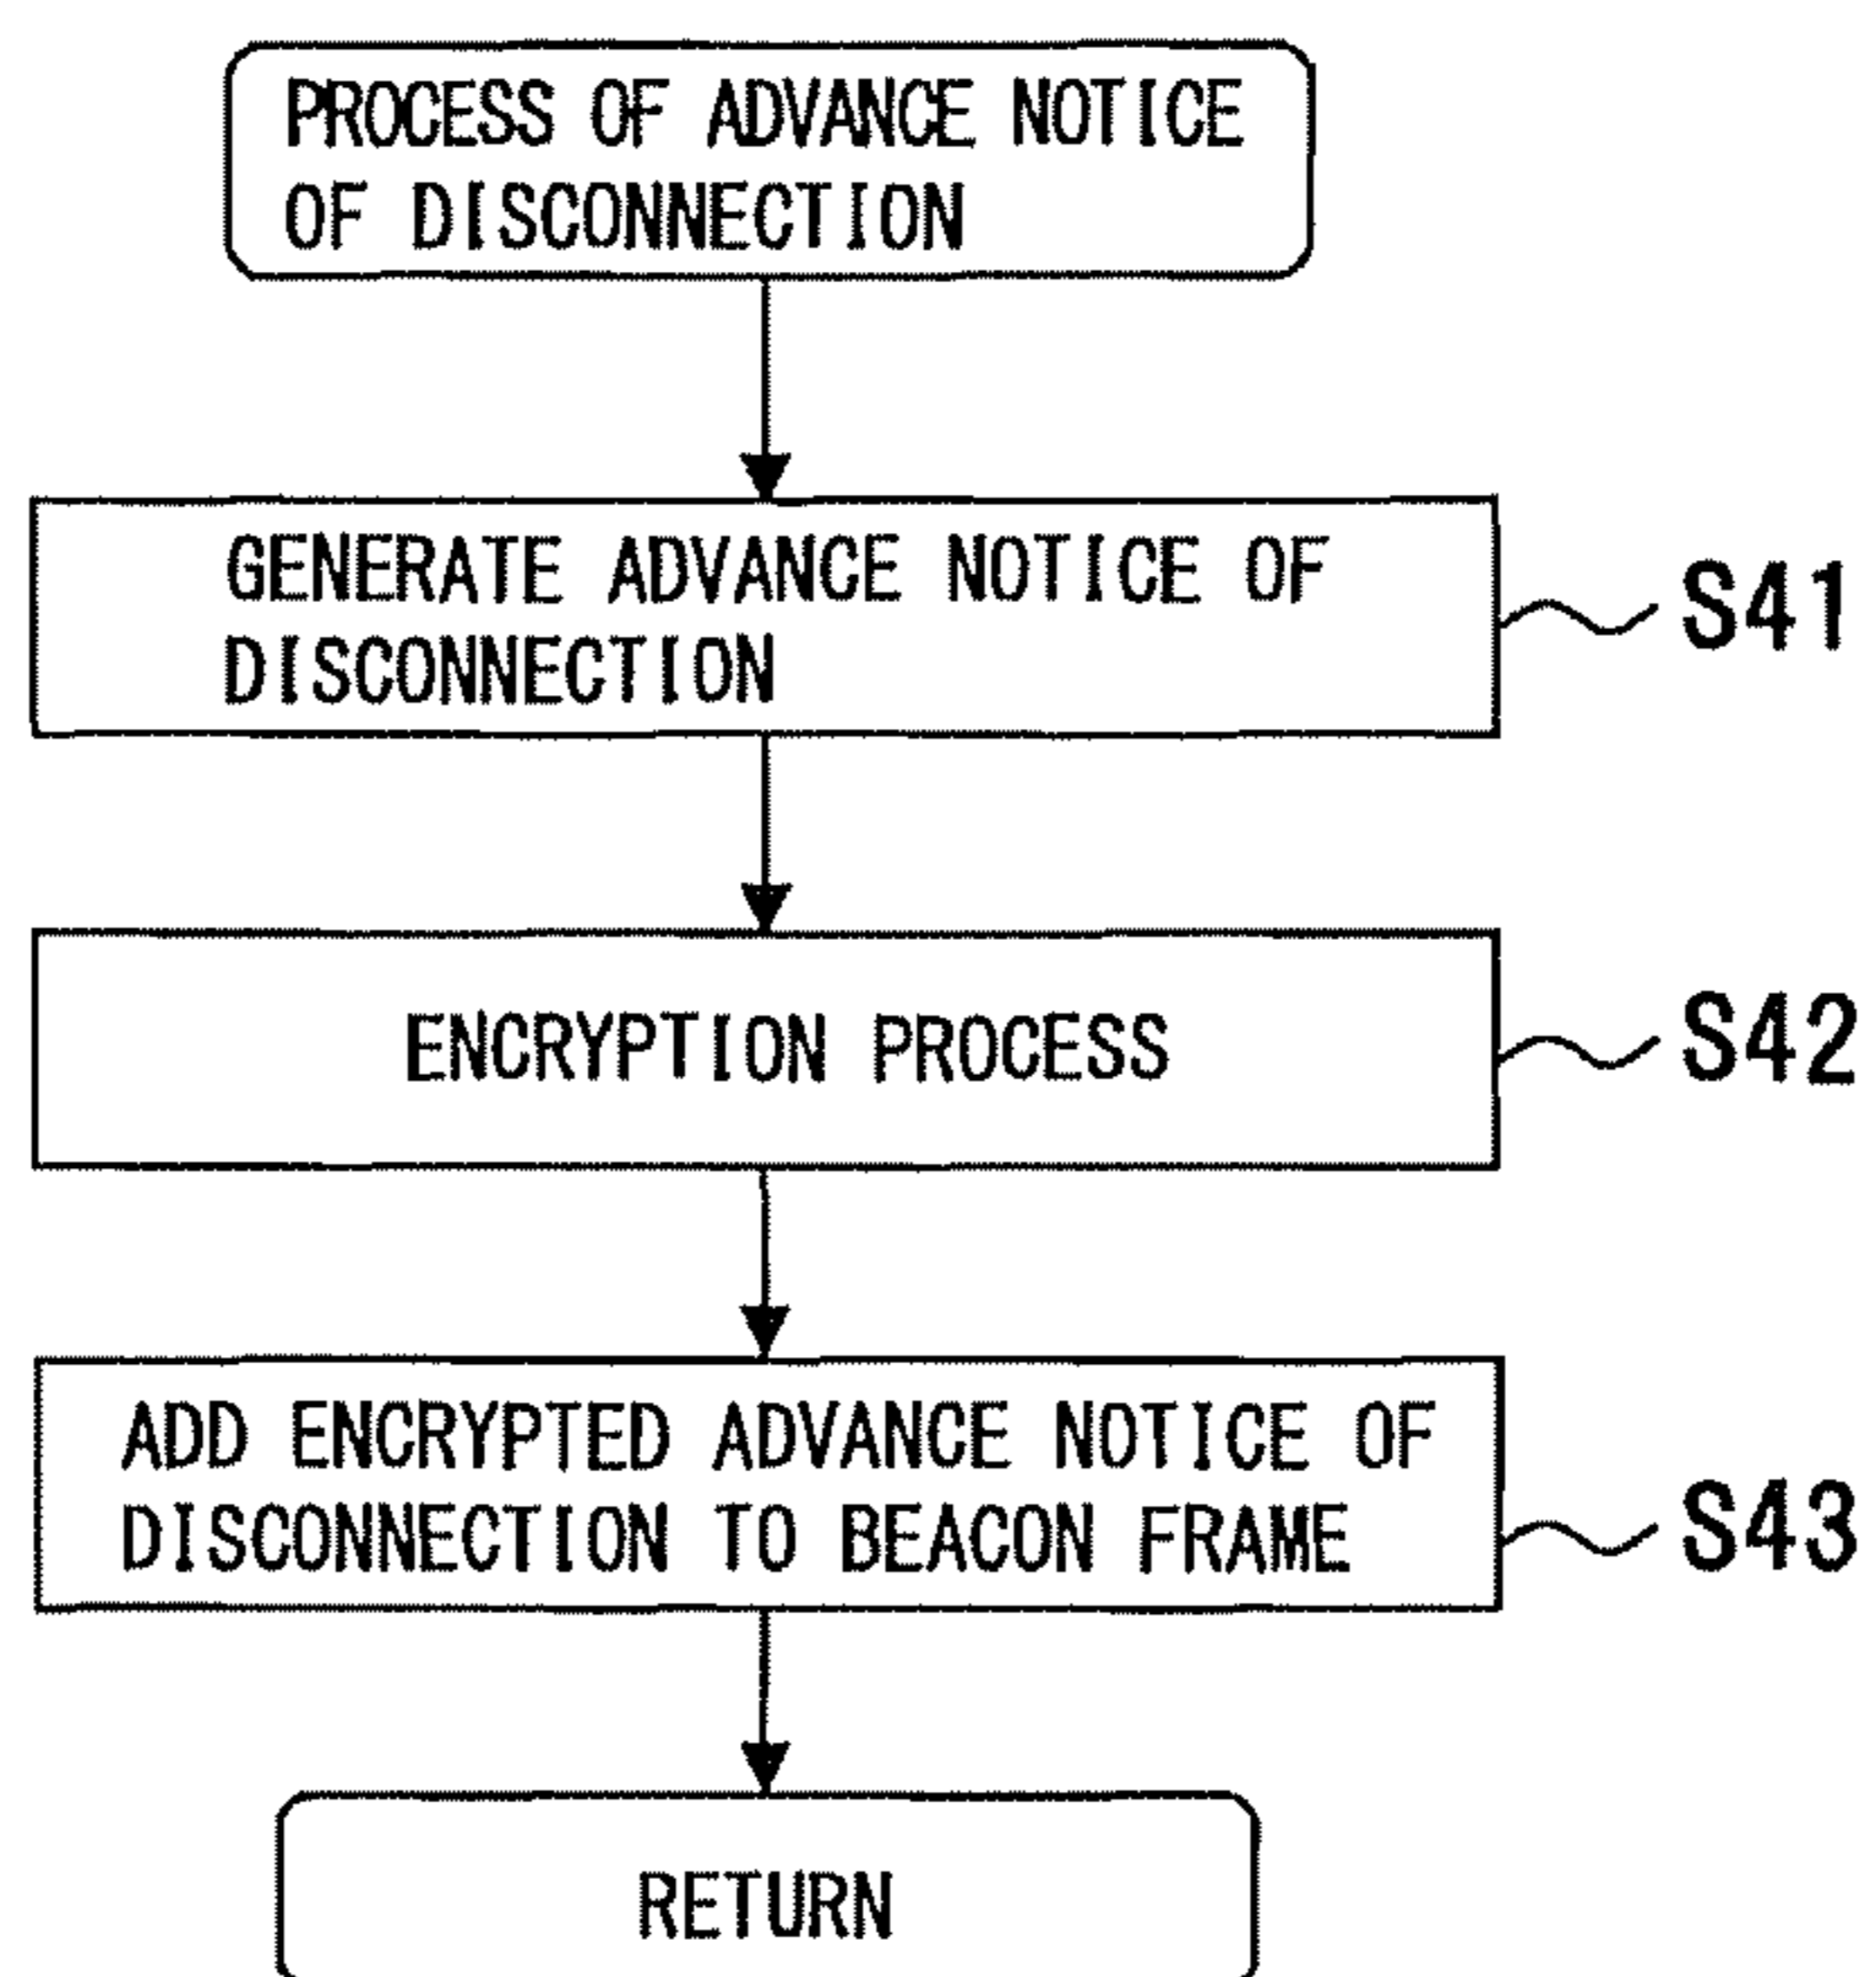 PROCESS OF ADVANCE NOTICE
OF DISCONNECTION
GENERATE ADVANCE NOTICE OF
DISCONNECTION
S41
ENCRYPTION PROCESS
S42
ADD ENCRYPTED ADVANCE NOTICE OF
DISCONNECTION TO BEACON FRAME
S43
RETURN